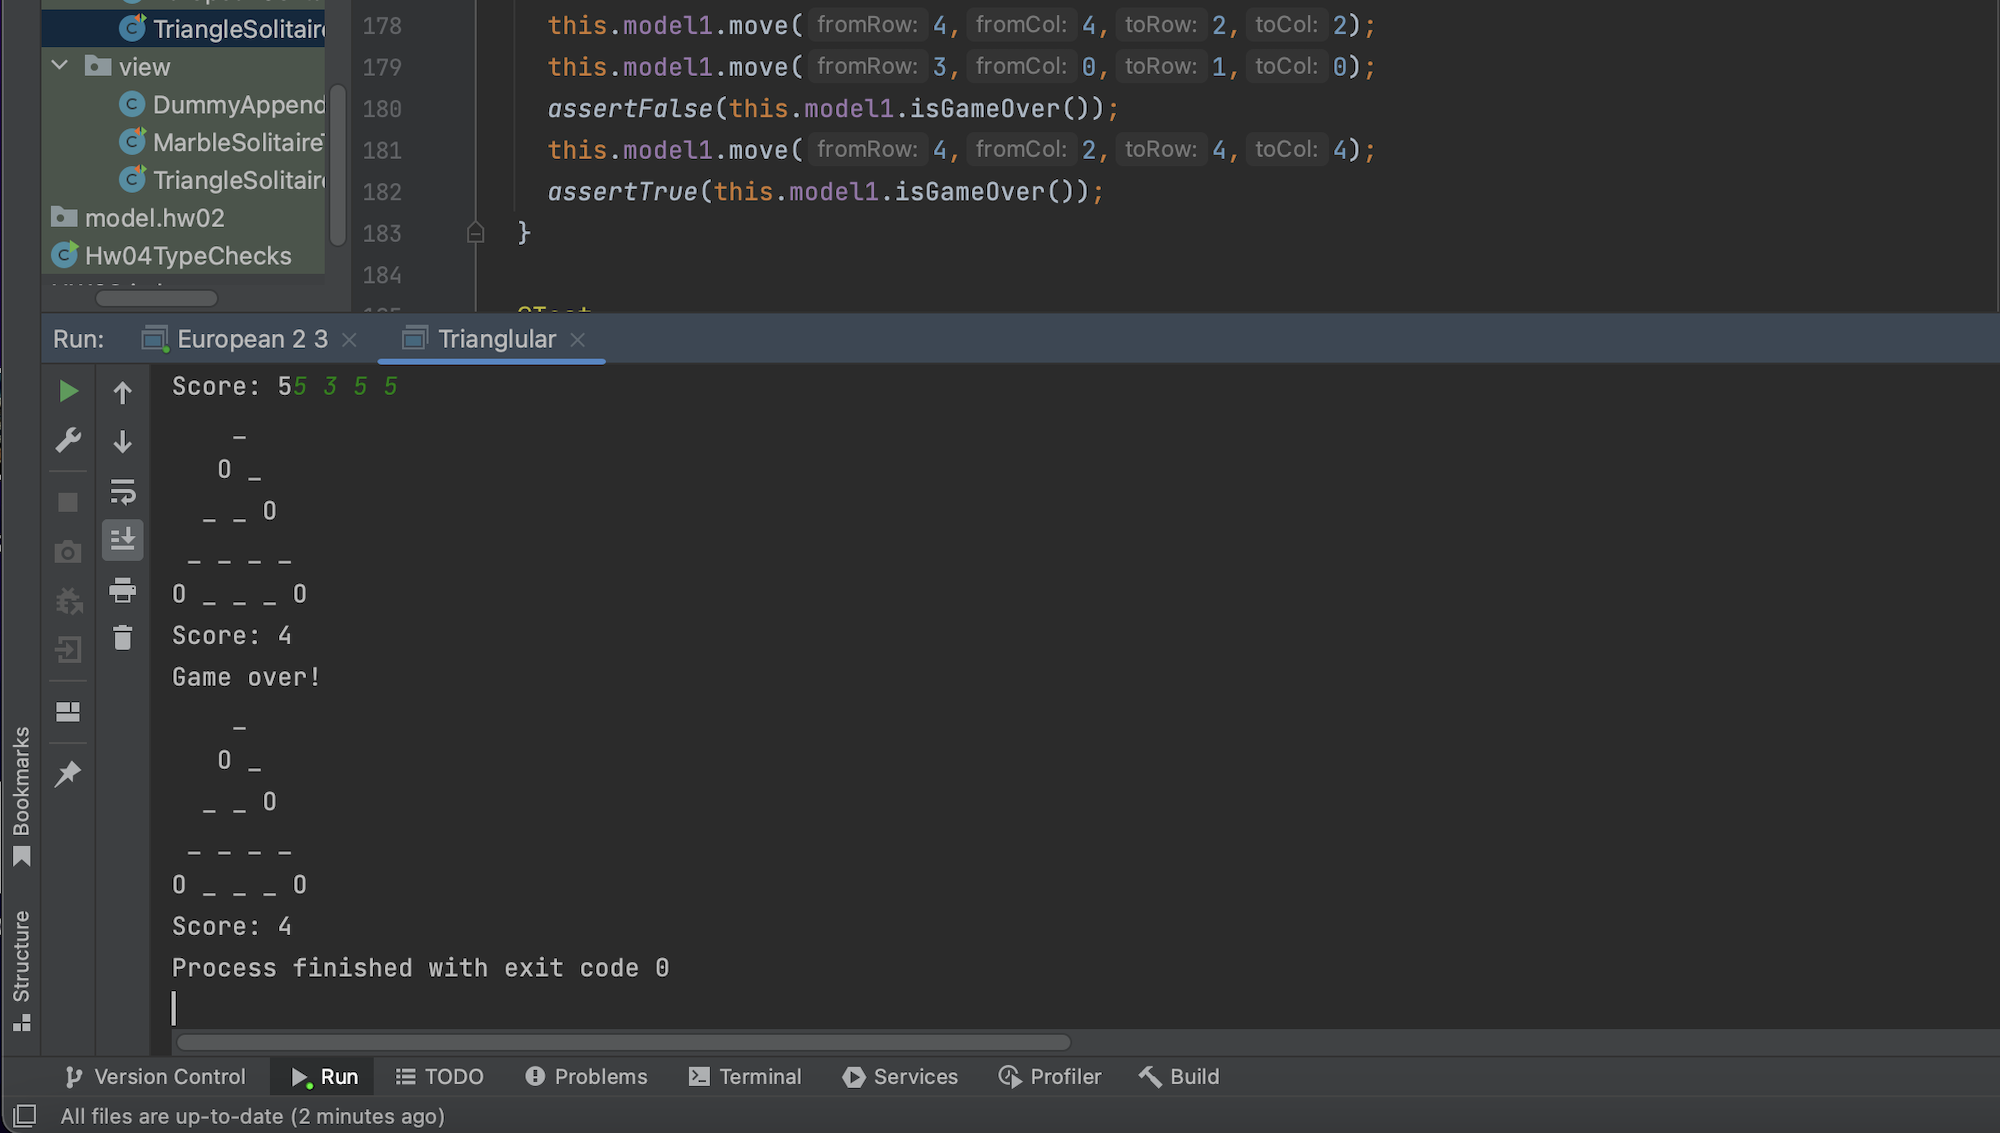 TriangleSolitair
view
DummyAppend
MarbleSolitaire
TriangleSolitair
model.hw02
Hw04TypeChecks
178 this.model1.move( fromRow: 4, fromCol: 4, toRow: 2, toCol: 2);
179 this.model1.move( fromRow: 3, fromCol: 0, toRow: 1, toCol: 0);
180 assertFalse(this.model1.isGameOver());
181 this.model1.move( fromRow: 4, fromCol: 2, toRow: 4, toCol: 4);
182 assertTrue(this.model1.isGameOver());
183 }
184
Run: European 2 3 Trianglular
Score: 55 3 5 5
    _
   O _
  _ _ O
 _ _ _ _
O _ _ _ O
Score: 4
Game over!
    _
   O _
  _ _ O
 _ _ _ _
O _ _ _ O
Score: 4
Process finished with exit code 0
Bookmarks
Structure
Version Control Run TODO Problems Terminal Services Profiler Build
All files are up-to-date (2 minutes ago)